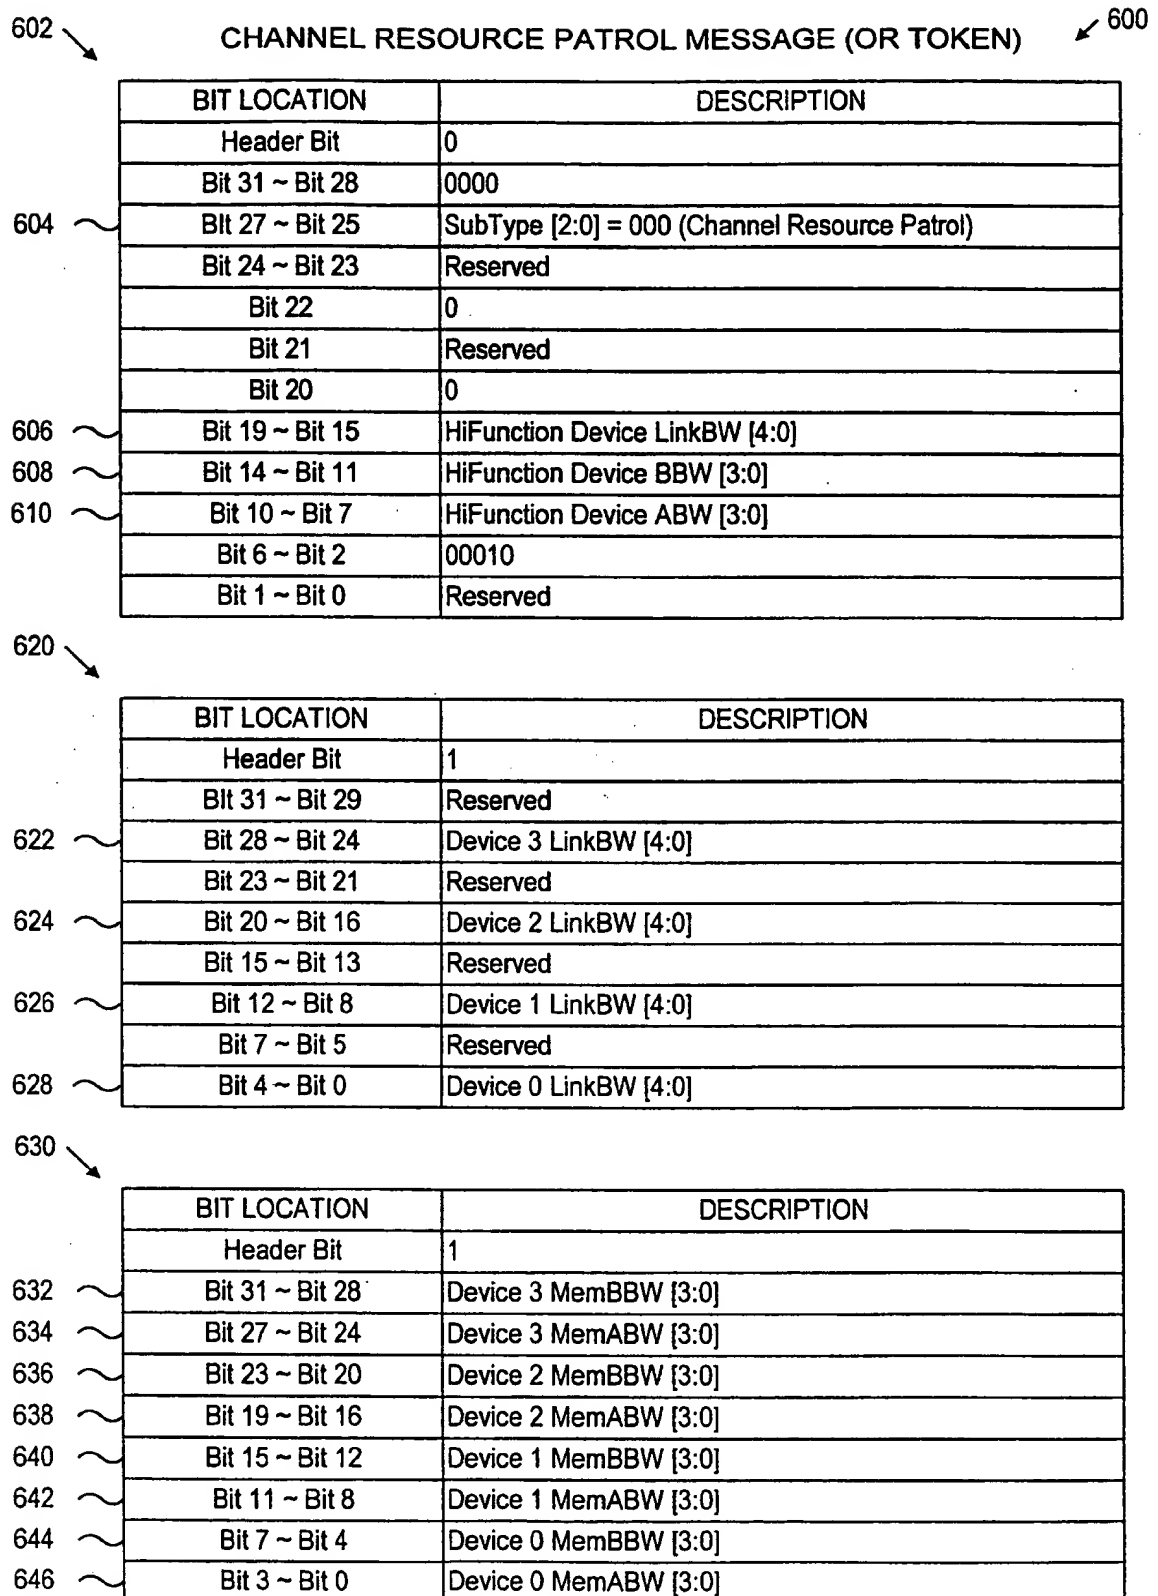 602
CHANNEL RESOURCE PATROL MESSAGE (OR TOKEN)
600
BIT LOCATION DESCRIPTION
Header Bit 0
Bit 31 ~ Bit 28 0000
604 BIt 27 ~ Bit 25 SubType [2:0] = 000 (Channel Resource Patrol)
Bit 24 ~ Bit 23 Reserved
Bit 22 0
Bit 21 Reserved
Bit 20 0
606 Bit 19 ~ Bit 15 HiFunction Device LinkBW [4:0]
608 Bit 14 ~ Bit 11 HiFunction Device BBW [3:0]
610 Bit 10 ~ Bit 7 HiFunction Device ABW [3:0]
Bit 6 ~ Bit 2 00010
Bit 1 ~ Bit 0 Reserved
620
BIT LOCATION DESCRIPTION
Header Bit 1
BIt 31 ~ Bit 29 Reserved
622 Bit 28 ~ Bit 24 Device 3 LinkBW [4:0]
Bit 23 ~ Bit 21 Reserved
624 Bit 20 ~ Bit 16 Device 2 LinkBW [4:0]
Bit 15 ~ Bit 13 Reserved
626 Bit 12 ~ Bit 8 Device 1 LinkBW [4:0]
Bit 7 ~ Bit 5 Reserved
628 Bit 4 ~ Bit 0 Device 0 LinkBW [4:0]
630
BIT LOCATION DESCRIPTION
Header Bit 1
632 Bit 31 ~ Bit 28 Device 3 MemBBW [3:0]
634 Bit 27 ~ Bit 24 Device 3 MemABW [3:0]
636 Bit 23 ~ Bit 20 Device 2 MemBBW [3:0]
638 Bit 19 ~ Bit 16 Device 2 MemABW [3:0]
640 Bit 15 ~ Bit 12 Device 1 MemBBW [3:0]
642 Bit 11 ~ Bit 8 Device 1 MemABW [3:0]
644 Bit 7 ~ Bit 4 Device 0 MemBBW [3:0]
646 Bit 3 ~ Bit 0 Device 0 MemABW [3:0]